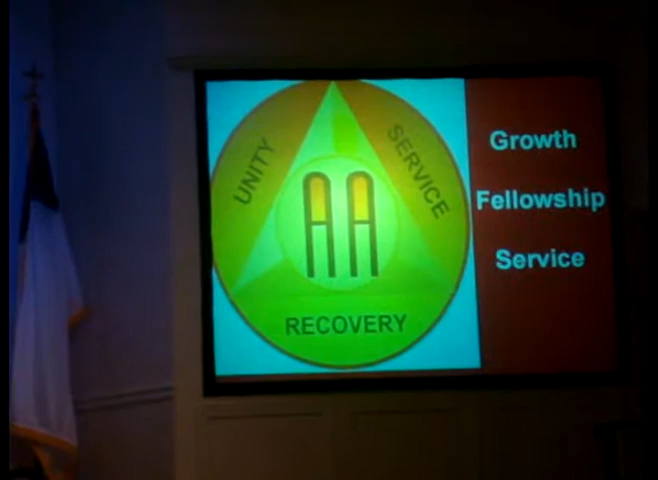 UNITY
SERVICE
AA
RECOVERY
Growth
Fellowship
Service